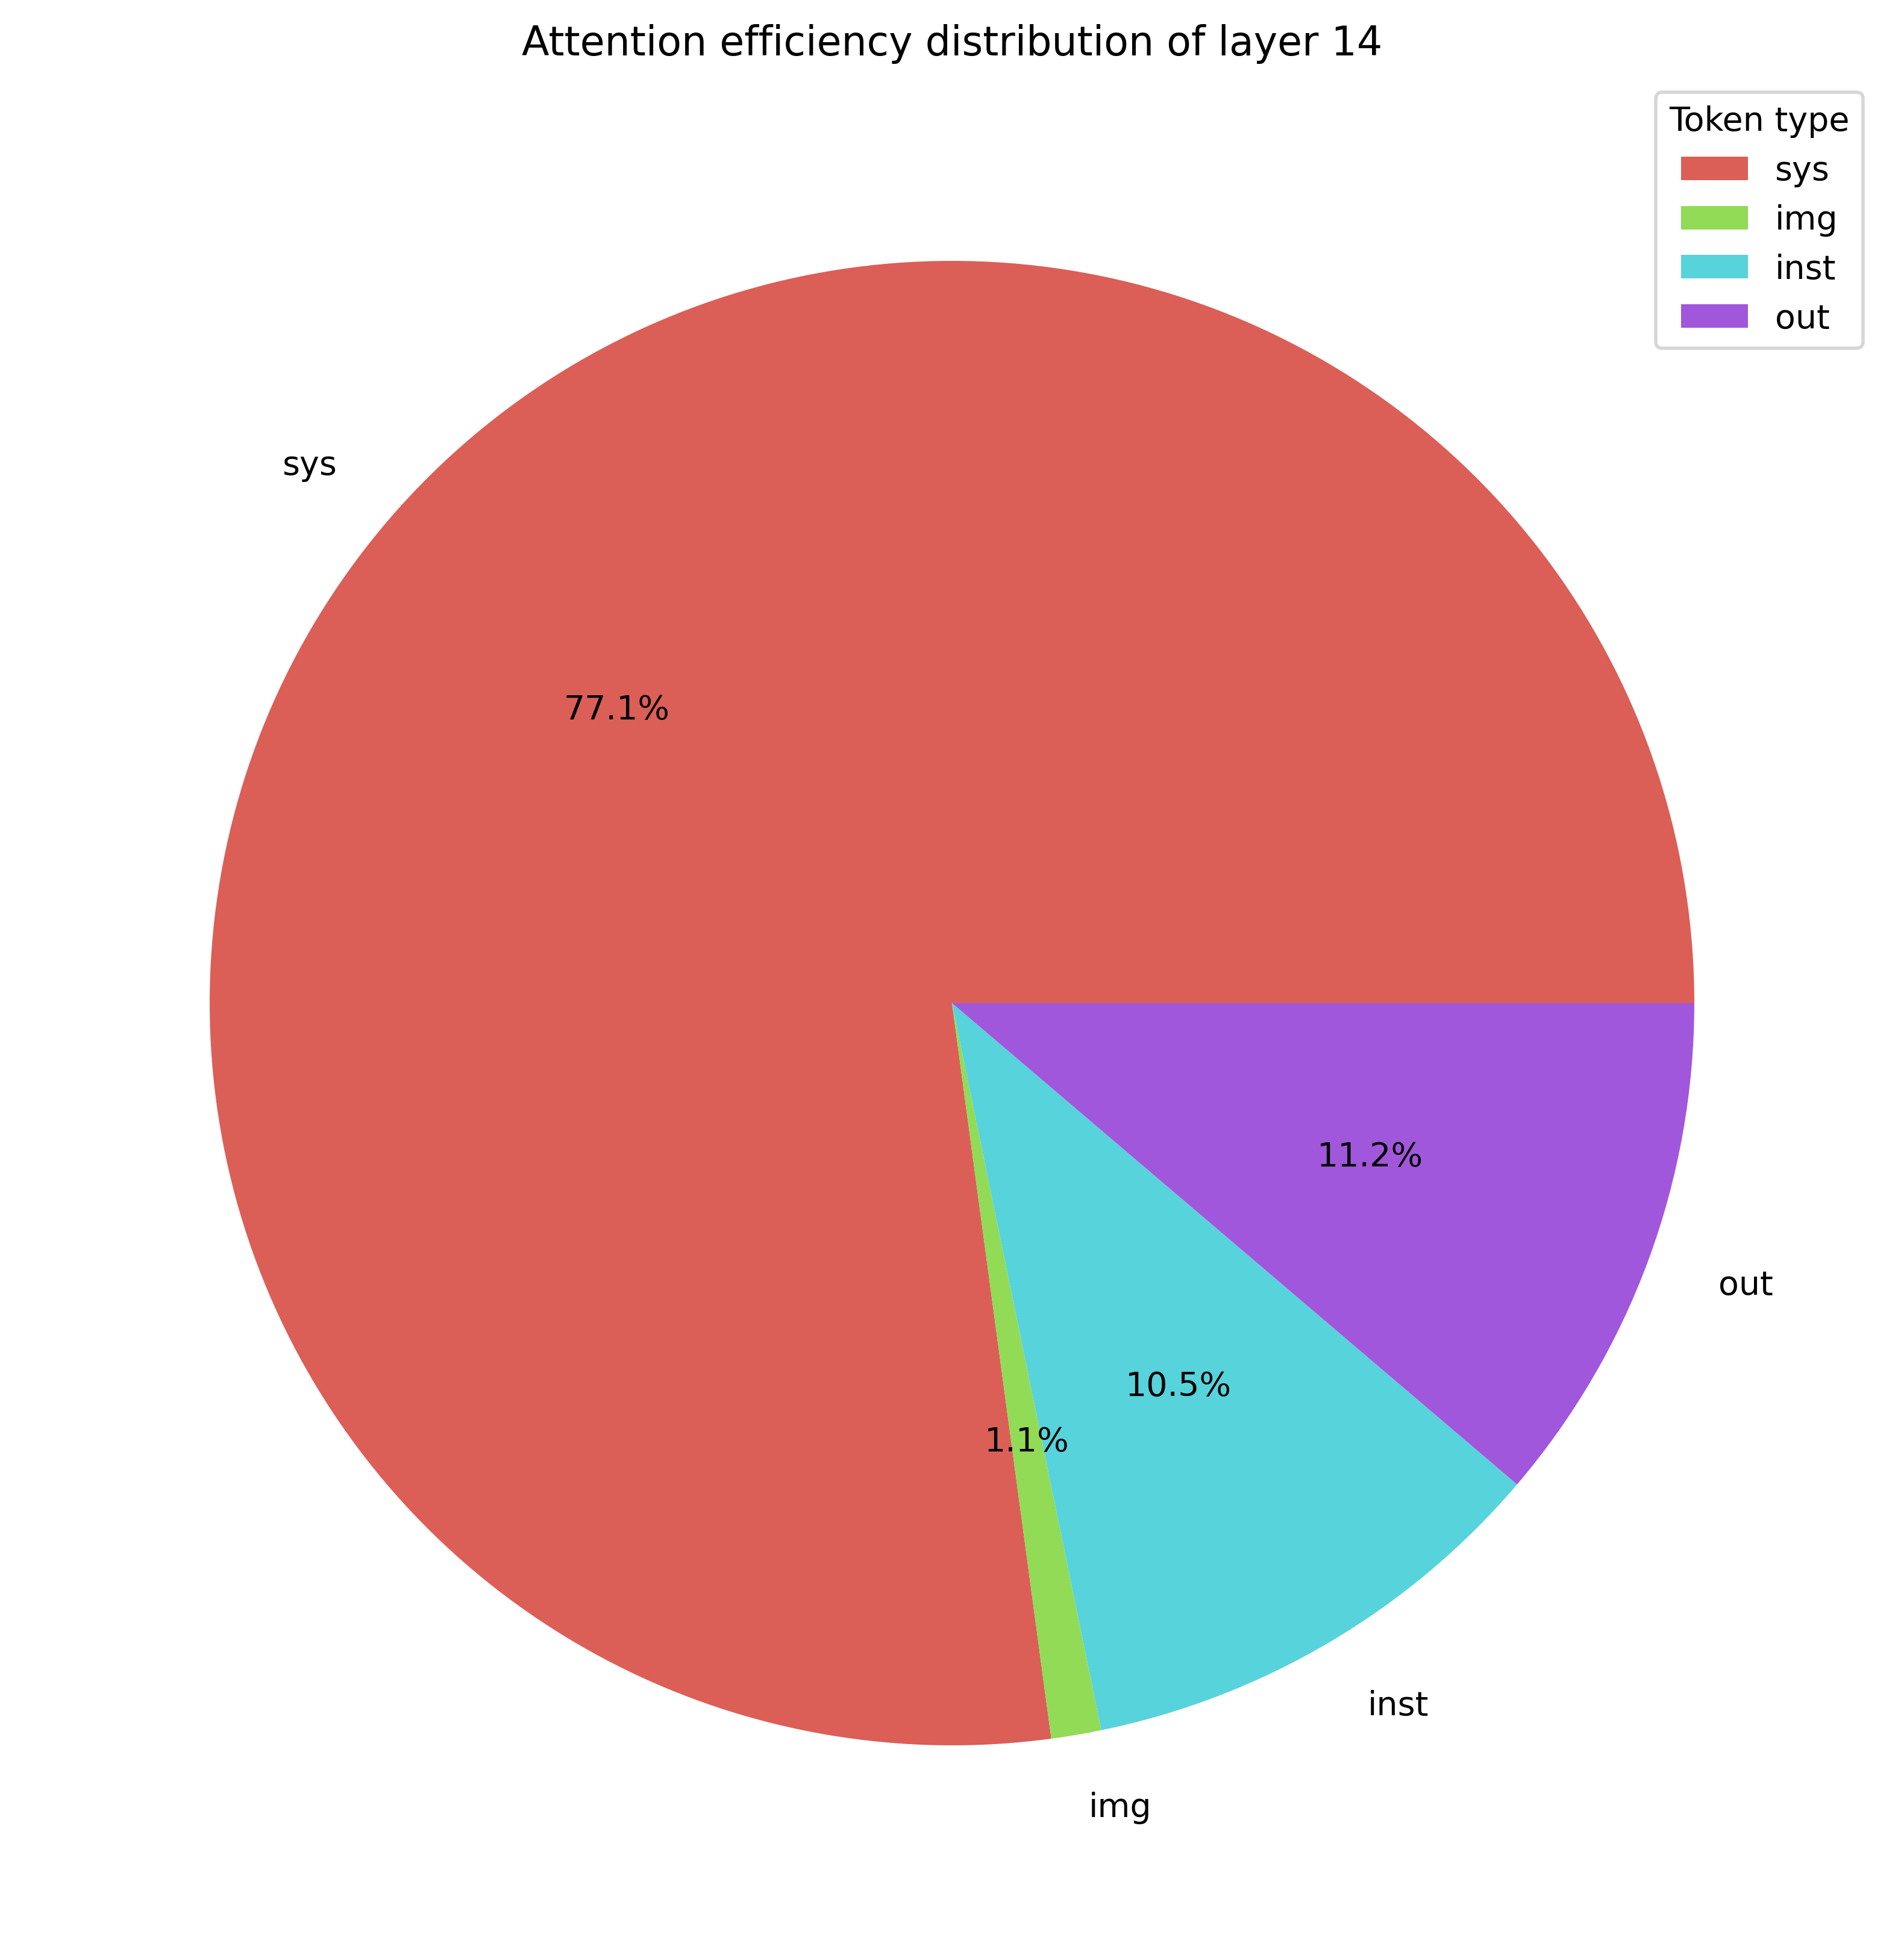 Attention efficiency distribution of layer 14
Token type
sys
img
inst
out
sys
77.1%
11.2%
out
10.5%
1.1%
inst
img